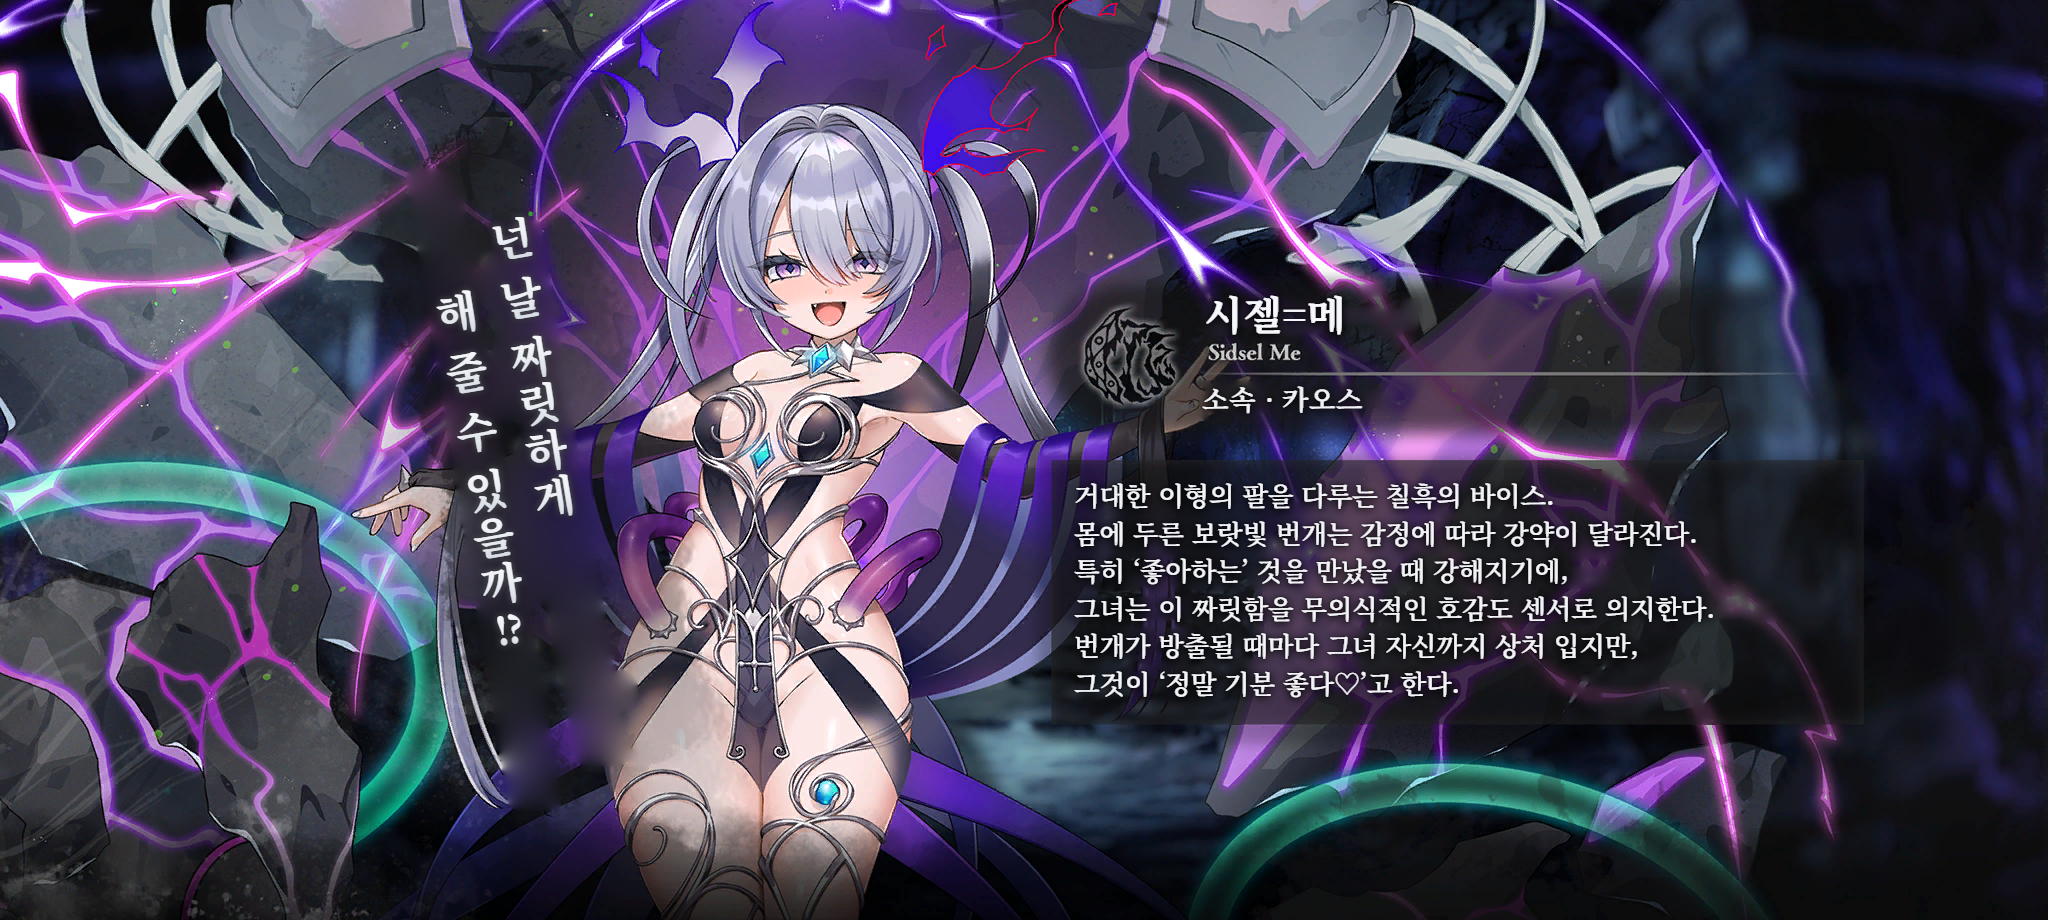 넌 날 짜릿하게
해 줄 수 있을까!?
시젤=메
Sidsel Me
소속 · 카오스
거대한 이형의 팔을 다루는 칠흑의 바이스.
몸에 두른 보랏빛 번개는 감정에 따라 강약이 달라진다.
특히 ‘좋아하는’ 것을 만났을 때 강해지기에,
그녀는 이 짜릿함을 무의식적인 호감도 센서로 의지한다.
번개가 방출될 때마다 그녀 자신까지 상처 입지만,
그것이 ‘정말 기분 좋다♡’고 한다.